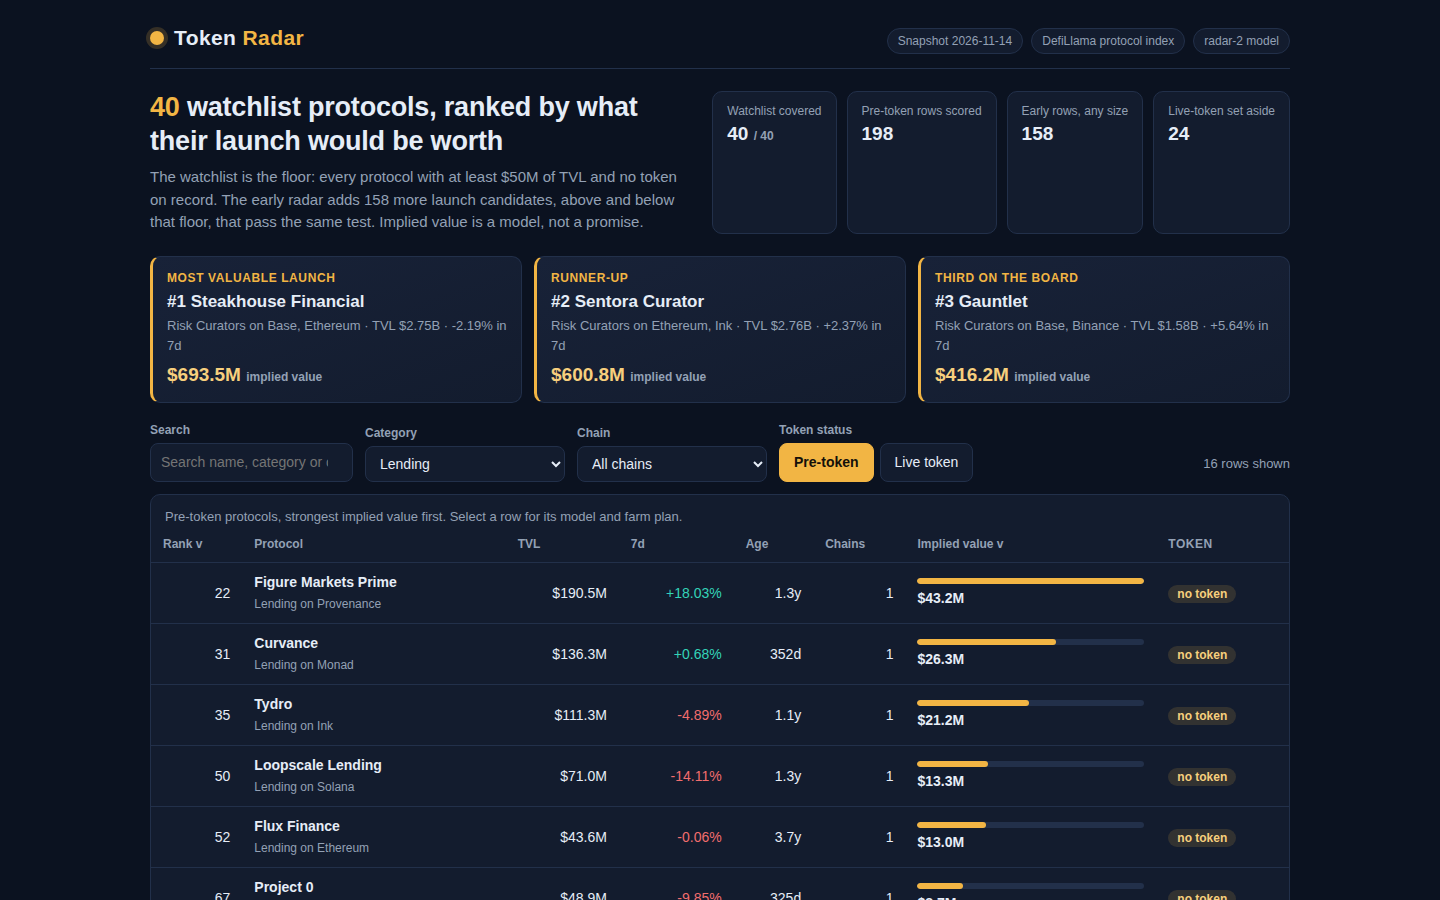 Token Radar
Snapshot 2026-11-14
DefiLlama protocol index
radar-2 model
40 watchlist protocols, ranked by what
their launch would be worth
The watchlist is the floor: every protocol with at least $50M of TVL and no token
on record. The early radar adds 158 more launch candidates, above and below
that floor, that pass the same test. Implied value is a model, not a promise.
Watchlist covered
40 / 40
Pre-token rows scored
198
Early rows, any size
158
Live-token set aside
24
MOST VALUABLE LAUNCH
#1 Steakhouse Financial
Risk Curators on Base, Ethereum · TVL $2.75B · -2.19% in
7d
$693.5M implied value
RUNNER-UP
#2 Sentora Curator
Risk Curators on Ethereum, Ink · TVL $2.76B · +2.37% in
7d
$600.8M implied value
THIRD ON THE BOARD
#3 Gauntlet
Risk Curators on Base, Binance · TVL $1.58B · +5.64% in
7d
$416.2M implied value
Search
Search name, category or
Category
Lending
Chain
All chains
Token status
Pre-token
Live token
16 rows shown
Pre-token protocols, strongest implied value first. Select a row for its model and farm plan.
Rank v Protocol TVL 7d Age Chains Implied value v TOKEN
22 Figure Markets Prime $190.5M +18.03% 1.3y 1 $43.2M no token
Lending on Provenance
31 Curvance $136.3M +0.68% 352d 1 $26.3M no token
Lending on Monad
35 Tydro $111.3M -4.89% 1.1y 1 $21.2M no token
Lending on Ink
50 Loopscale Lending $71.0M -14.11% 1.3y 1 $13.3M no token
Lending on Solana
52 Flux Finance $43.6M -0.06% 3.7y 1 $13.0M no token
Lending on Ethereum
67 Project 0 $48.9M -9.85% 325d 1 no token